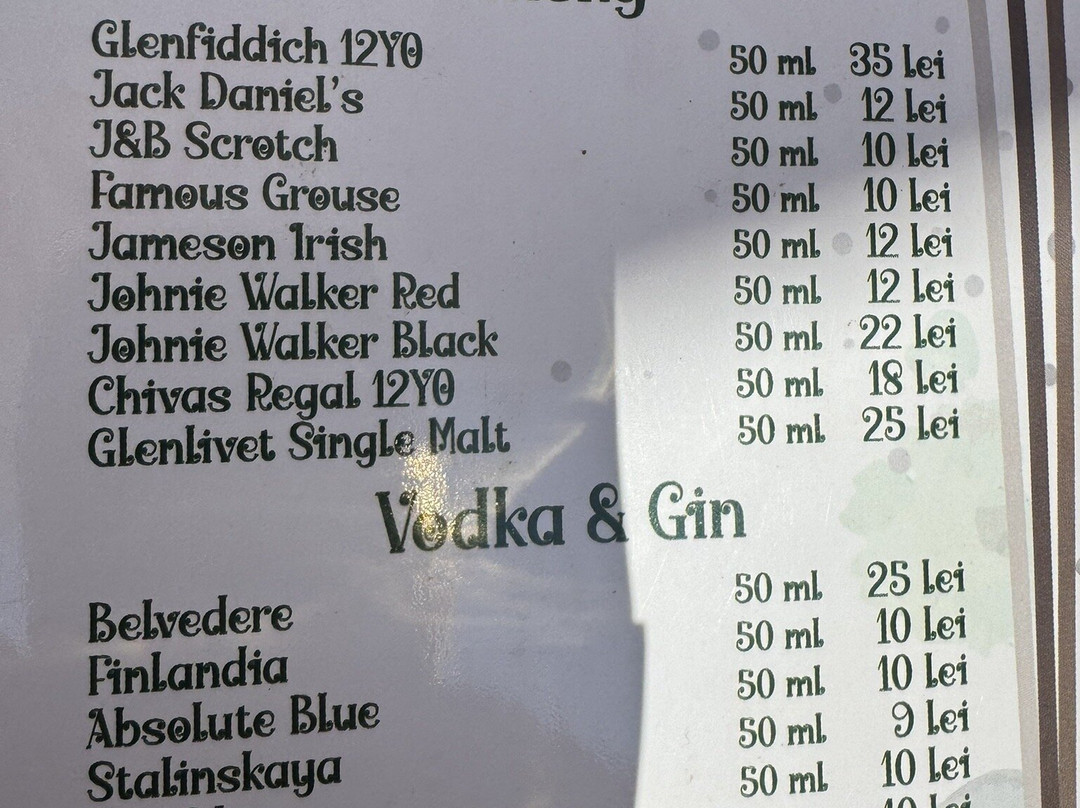 Glenfiddich 12YO 50 ml 35 Lei
Jack Daniel's 50 ml 12 Lei
J&B Scrotch 50 ml 10 Lei
Famous Grouse 50 ml 10 Lei
Jameson Irish 50 ml 12 Lei
Johnie Walker Red 50 ml 12 Lei
Johnie Walker Black 50 ml 22 Lei
Chivas Regal 12YO 50 ml 18 Lei
Glenlivet Single Malt 50 ml 25 Lei
Vodka & Gin
Belvedere 50 ml 25 Lei
Finlandia 50 ml 10 Lei
Absolute Blue 50 ml 10 Lei
Stalinskaya 50 ml 9 Lei
50 ml 10 Lei